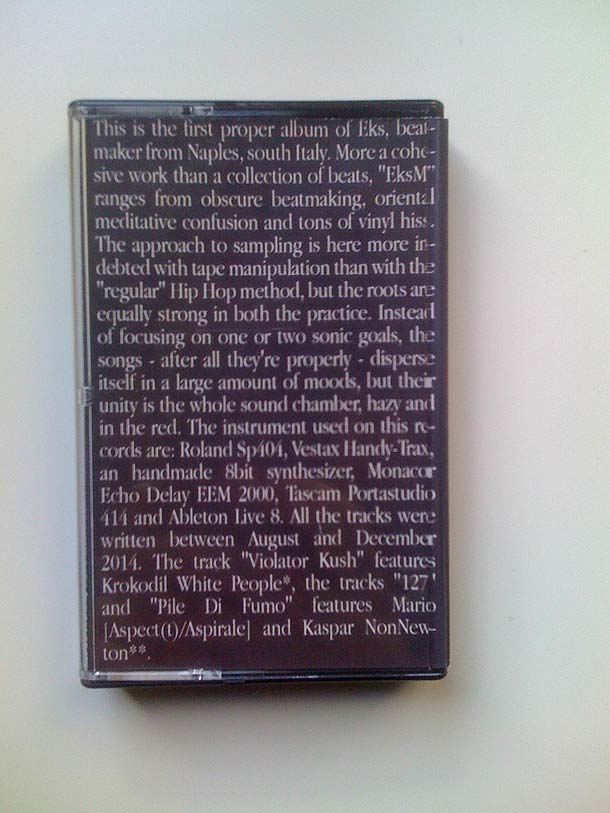 This is the first proper album of Eks, beat-
maker from Naples, south Italy. More a cohe-
sive work than a collection of beats, "EksM"
ranges from obscure beatmaking, oriental
meditative confusion and tons of vinyl hiss.
The approach to sampling is here more in-
debted with tape manipulation than with the
"regular" Hip Hop method, but the roots are
equally strong in both the practice. Instead
of focusing on one or two sonic goals, the
songs - after all they're properly - disperse
itself in a large amount of moods, but their
unity is the whole sound chamber, hazy and
in the red. The instrument used on this re-
cords are: Roland Sp404, Vestax Handy-Trax,
an handmade 8bit synthesizer, Monacor
Echo Delay EEM 2000, Tascam Portastudio
414 and Ableton Live 8. All the tracks were
written between August and December
2014. The track "Violator Kush" features
Krokodil White People*, the tracks "127"
and "Pile Di Fumo" features Mario
[Aspect(t)/Aspirale] and Kaspar NonNew-
ton**.